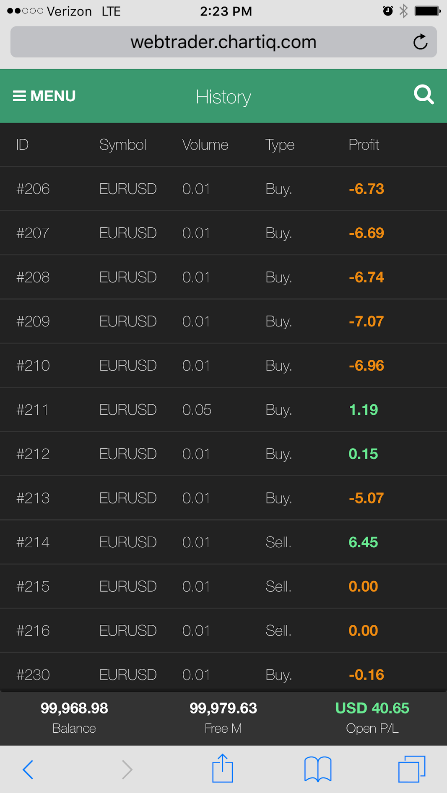 Verizon LTE 2:23 PM
webtrader.chartiq.com
MENU History
ID Symbol Volume Type Profit
#206 EURUSD 0.01 Buy. -6.73
#207 EURUSD 0.01 Buy. -6.69
#208 EURUSD 0.01 Buy. -6.74
#209 EURUSD 0.01 Buy. -7.07
#210 EURUSD 0.01 Buy. -6.96
#211 EURUSD 0.05 Buy. 1.19
#212 EURUSD 0.01 Buy. 0.15
#213 EURUSD 0.01 Buy. -5.07
#214 EURUSD 0.01 Sell. 6.45
#215 EURUSD 0.01 Sell. 0.00
#216 EURUSD 0.01 Sell. 0.00
#230 EURUSD 0.01 Buy. -0.16
99,968.98 99,979.63 USD 40.65
Balance Free M Open P/L